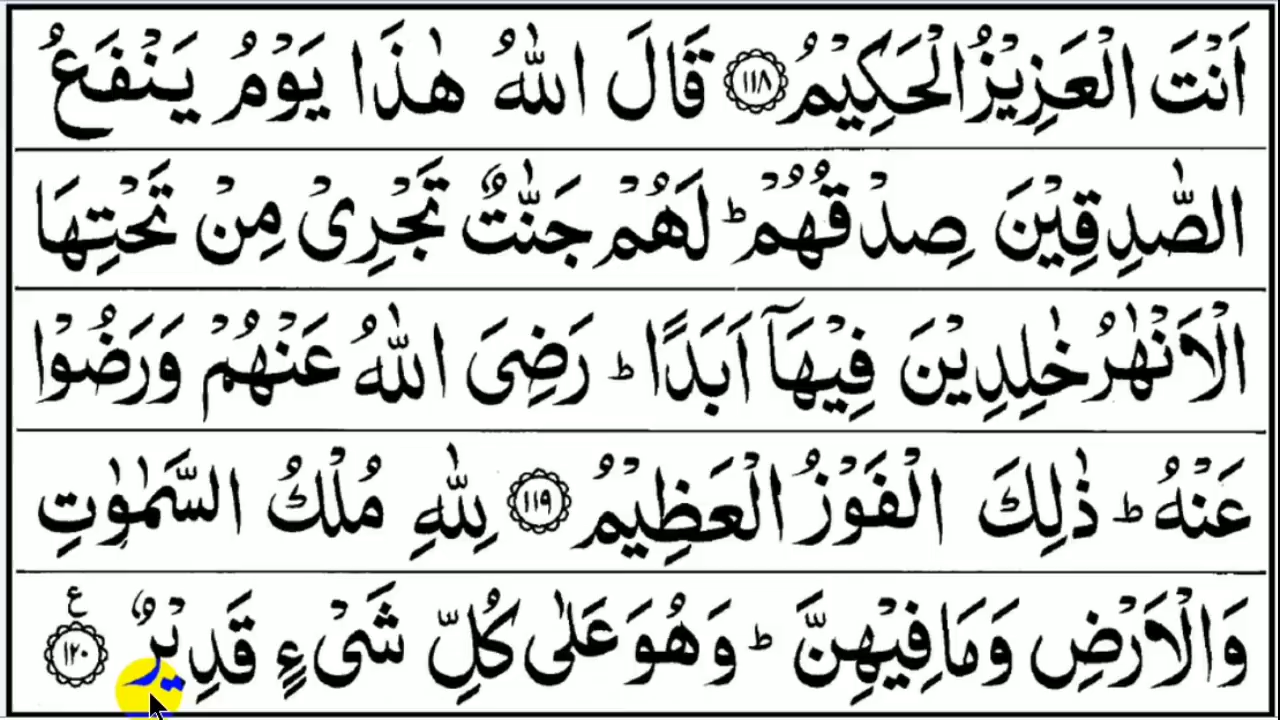 اَنْتَ الْعَزِيْزُ الْحَكِيْمُ ۝١١٨ قَالَ اللّٰهُ هٰذَا يَوْمُ يَنْفَعُ
الصّٰدِقِيْنَ صِدْقُهُمْ ؕ لَهُمْ جَنّٰتٌ تَجْرِىْ مِنْ تَحْتِهَا
الْاَنْهٰرُ خٰلِدِيْنَ فِيْهَاۤ اَبَدًا ؕ رَضِىَ اللّٰهُ عَنْهُمْ وَرَضُوْا
عَنْهُ ؕ ذٰلِكَ الْفَوْزُ الْعَظِيْمُ ۝١١٩ لِلّٰهِ مُلْكُ السَّمٰوٰتِ
وَالْاَرْضِ وَمَا فِيْهِنَّ ؕ وَهُوَ عَلٰى كُلِّ شَىْءٍ قَدِيْرٌ ۝١٢٠ ع